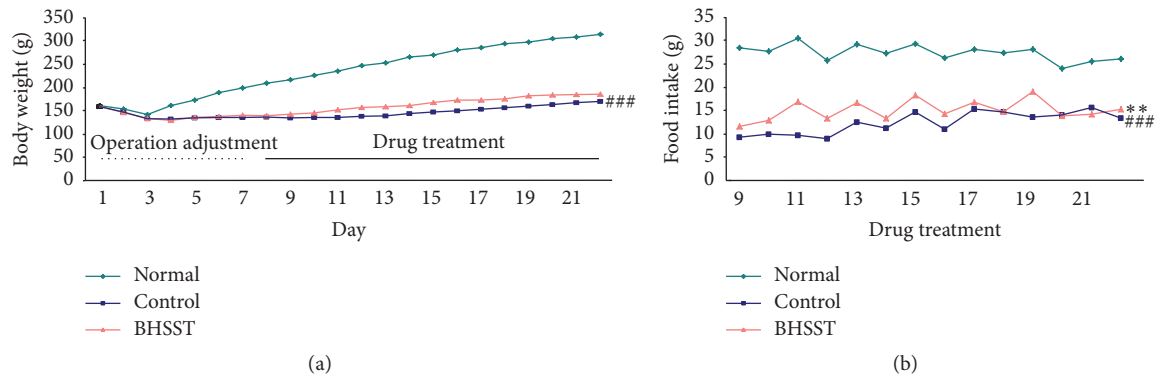 350
300
250
200
150
100
50
0
Body weight (g)
###
Operation adjustment
Drug treatment
1 3 5 7 9 11 13 15 17 19 21
Day
Normal
Control
BHSST
(a)
35
30
25
20
15
10
5
0
Food intake (g)
**
###
9 11 13 15 17 19 21
Drug treatment
Normal
Control
BHSST
(b)